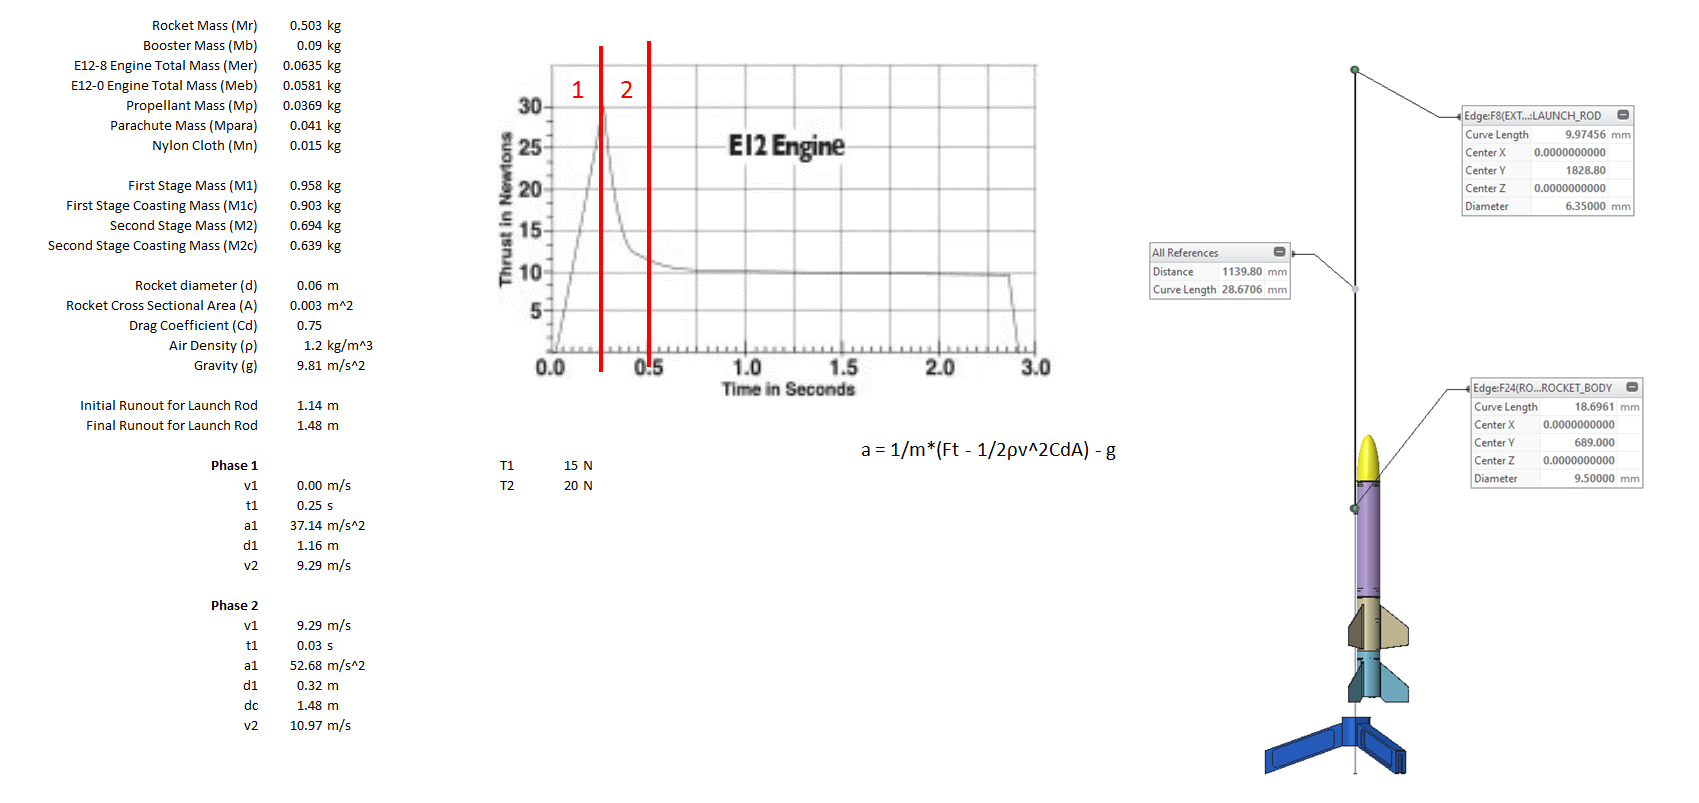 Rocket Mass (Mr) 0.503 kg
Booster Mass (Mb) 0.09 kg
E12-8 Engine Total Mass (Mer) 0.0635 kg
E12-0 Engine Total Mass (Meb) 0.0581 kg
Propellant Mass (Mp) 0.0369 kg
Parachute Mass (Mpara) 0.041 kg
Nylon Cloth (Mn) 0.015 kg
First Stage Mass (M1) 0.958 kg
First Stage Coasting Mass (M1c) 0.903 kg
Second Stage Mass (M2) 0.694 kg
Second Stage Coasting Mass (M2c) 0.639 kg
Rocket diameter (d) 0.06 m
Rocket Cross Sectional Area (A) 0.003 m^2
Drag Coefficient (Cd) 0.75
Air Density (ρ) 1.2 kg/m^3
Gravity (g) 9.81 m/s^2
Initial Runout for Launch Rod 1.14 m
Final Runout for Launch Rod 1.48 m
Phase 1
v1 0.00 m/s
t1 0.25 s
a1 37.14 m/s^2
d1 1.16 m
v2 9.29 m/s
Phase 2
v1 9.29 m/s
t1 0.03 s
a1 52.68 m/s^2
d1 0.32 m
dc 1.48 m
v2 10.97 m/s
1 2
E12 Engine
Thrust in Newtons
30
25
20
15
10
5
0.0 0.5 1.0 1.5 2.0 2.5 3.0
Time in Seconds
T1 15 N
T2 20 N
a = 1/m*(Ft - 1/2ρv^2CdA) - g
Edge:F8(EXT...:LAUNCH_ROD
Curve Length 9.97456 mm
Center X 0.0000000000
Center Y 1828.80
Center Z 0.0000000000
Diameter 6.35000 mm
All References
Distance 1139.80 mm
Curve Length 28.6706 mm
Edge:F24(RO...ROCKET_BODY
Curve Length 18.6961 mm
Center X 0.0000000000
Center Y 689.000
Center Z 0.0000000000
Diameter 9.50000 mm